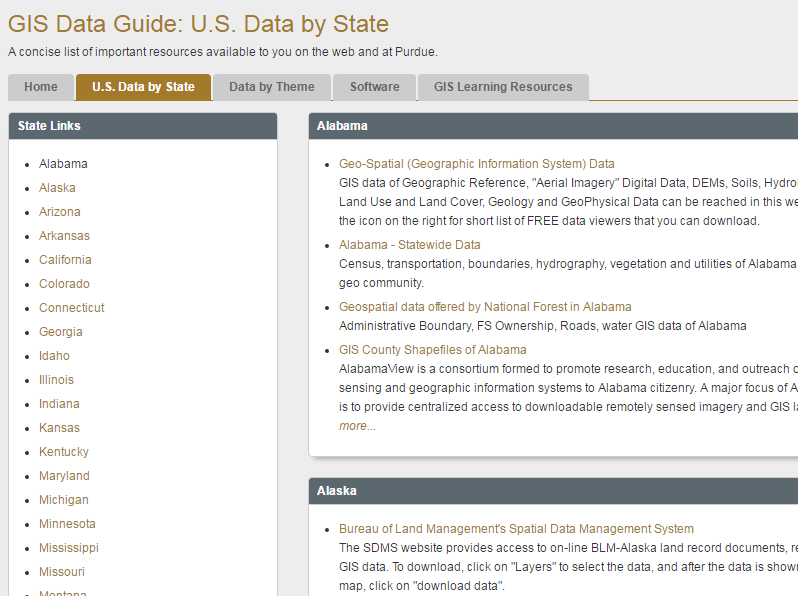 GIS Data Guide: U.S. Data by State
A concise list of important resources available to you on the web and at Purdue.
Home
U.S. Data by State
Data by Theme
Software
GIS Learning Resources
State Links
Alabama
Alaska
Arizona
Arkansas
California
Colorado
Connecticut
Georgia
Idaho
Illinois
Indiana
Kansas
Kentucky
Maryland
Michigan
Minnesota
Mississippi
Missouri
Montana
Alabama
Geo-Spatial (Geographic Information System) Data
GIS data of Geographic Reference, "Aerial Imagery" Digital Data, DEMs, Soils, Hydro
Land Use and Land Cover, Geology and GeoPhysical Data can be reached in this we
the icon on the right for short list of FREE data viewers that you can download.
Alabama - Statewide Data
Census, transportation, boundaries, hydrography, vegetation and utilities of Alabama
geo community.
Geospatial data offered by National Forest in Alabama
Administrative Boundary, FS Ownership, Roads, water GIS data of Alabama
GIS County Shapefiles of Alabama
AlabamaView is a consortium formed to promote research, education, and outreach o
sensing and geographic information systems to Alabama citizenry. A major focus of A
is to provide centralized access to downloadable remotely sensed imagery and GIS la
more...
Alaska
Bureau of Land Management's Spatial Data Management System
The SDMS website provides access to on-line BLM-Alaska land record documents, re
GIS data. To download, click on "Layers" to select the data, and after the data is shown
map, click on "download data".